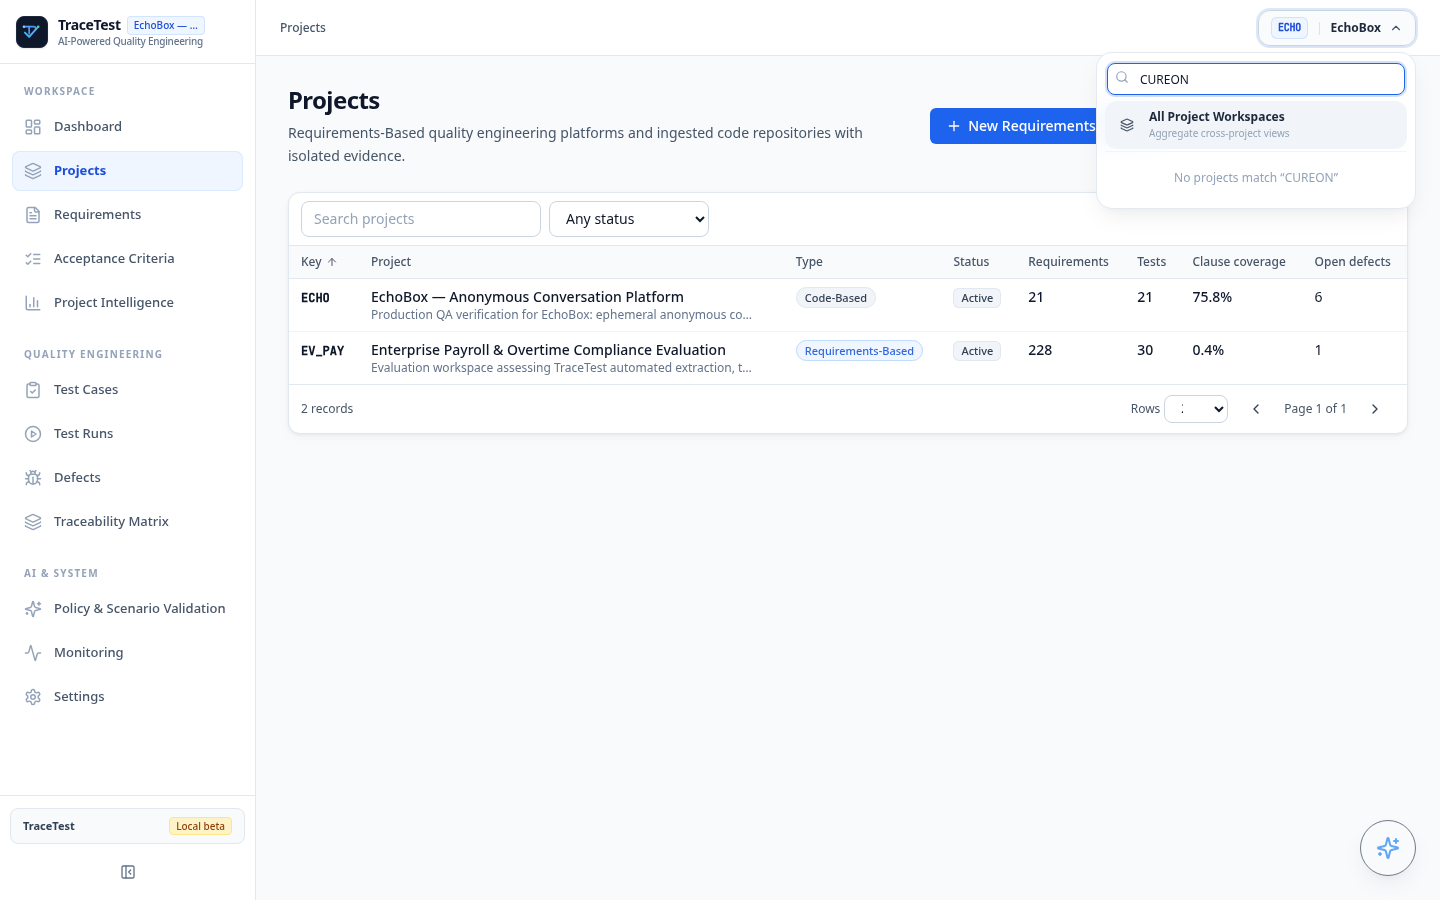 TraceTest
EchoBox — ...
AI-Powered Quality Engineering
WORKSPACE
Dashboard
Projects
Requirements
Acceptance Criteria
Project Intelligence
QUALITY ENGINEERING
Test Cases
Test Runs
Defects
Traceability Matrix
AI & SYSTEM
Policy & Scenario Validation
Monitoring
Settings
TraceTest
Local beta
Projects
ECHO
EchoBox
CUREON
All Project Workspaces
Aggregate cross-project views
No projects match “CUREON”
Projects
Requirements-Based quality engineering platforms and ingested code repositories with
isolated evidence.
New Requirements
Search projects
Any status
Key Project Type Status Requirements Tests Clause coverage Open defects
ECHO EchoBox — Anonymous Conversation Platform Code-Based Active 21 21 75.8% 6
Production QA verification for EchoBox: ephemeral anonymous co...
EV_PAY Enterprise Payroll & Overtime Compliance Evaluation Requirements-Based Active 228 30 0.4% 1
Evaluation workspace assessing TraceTest automated extraction, t...
2 records
Rows
Page 1 of 1